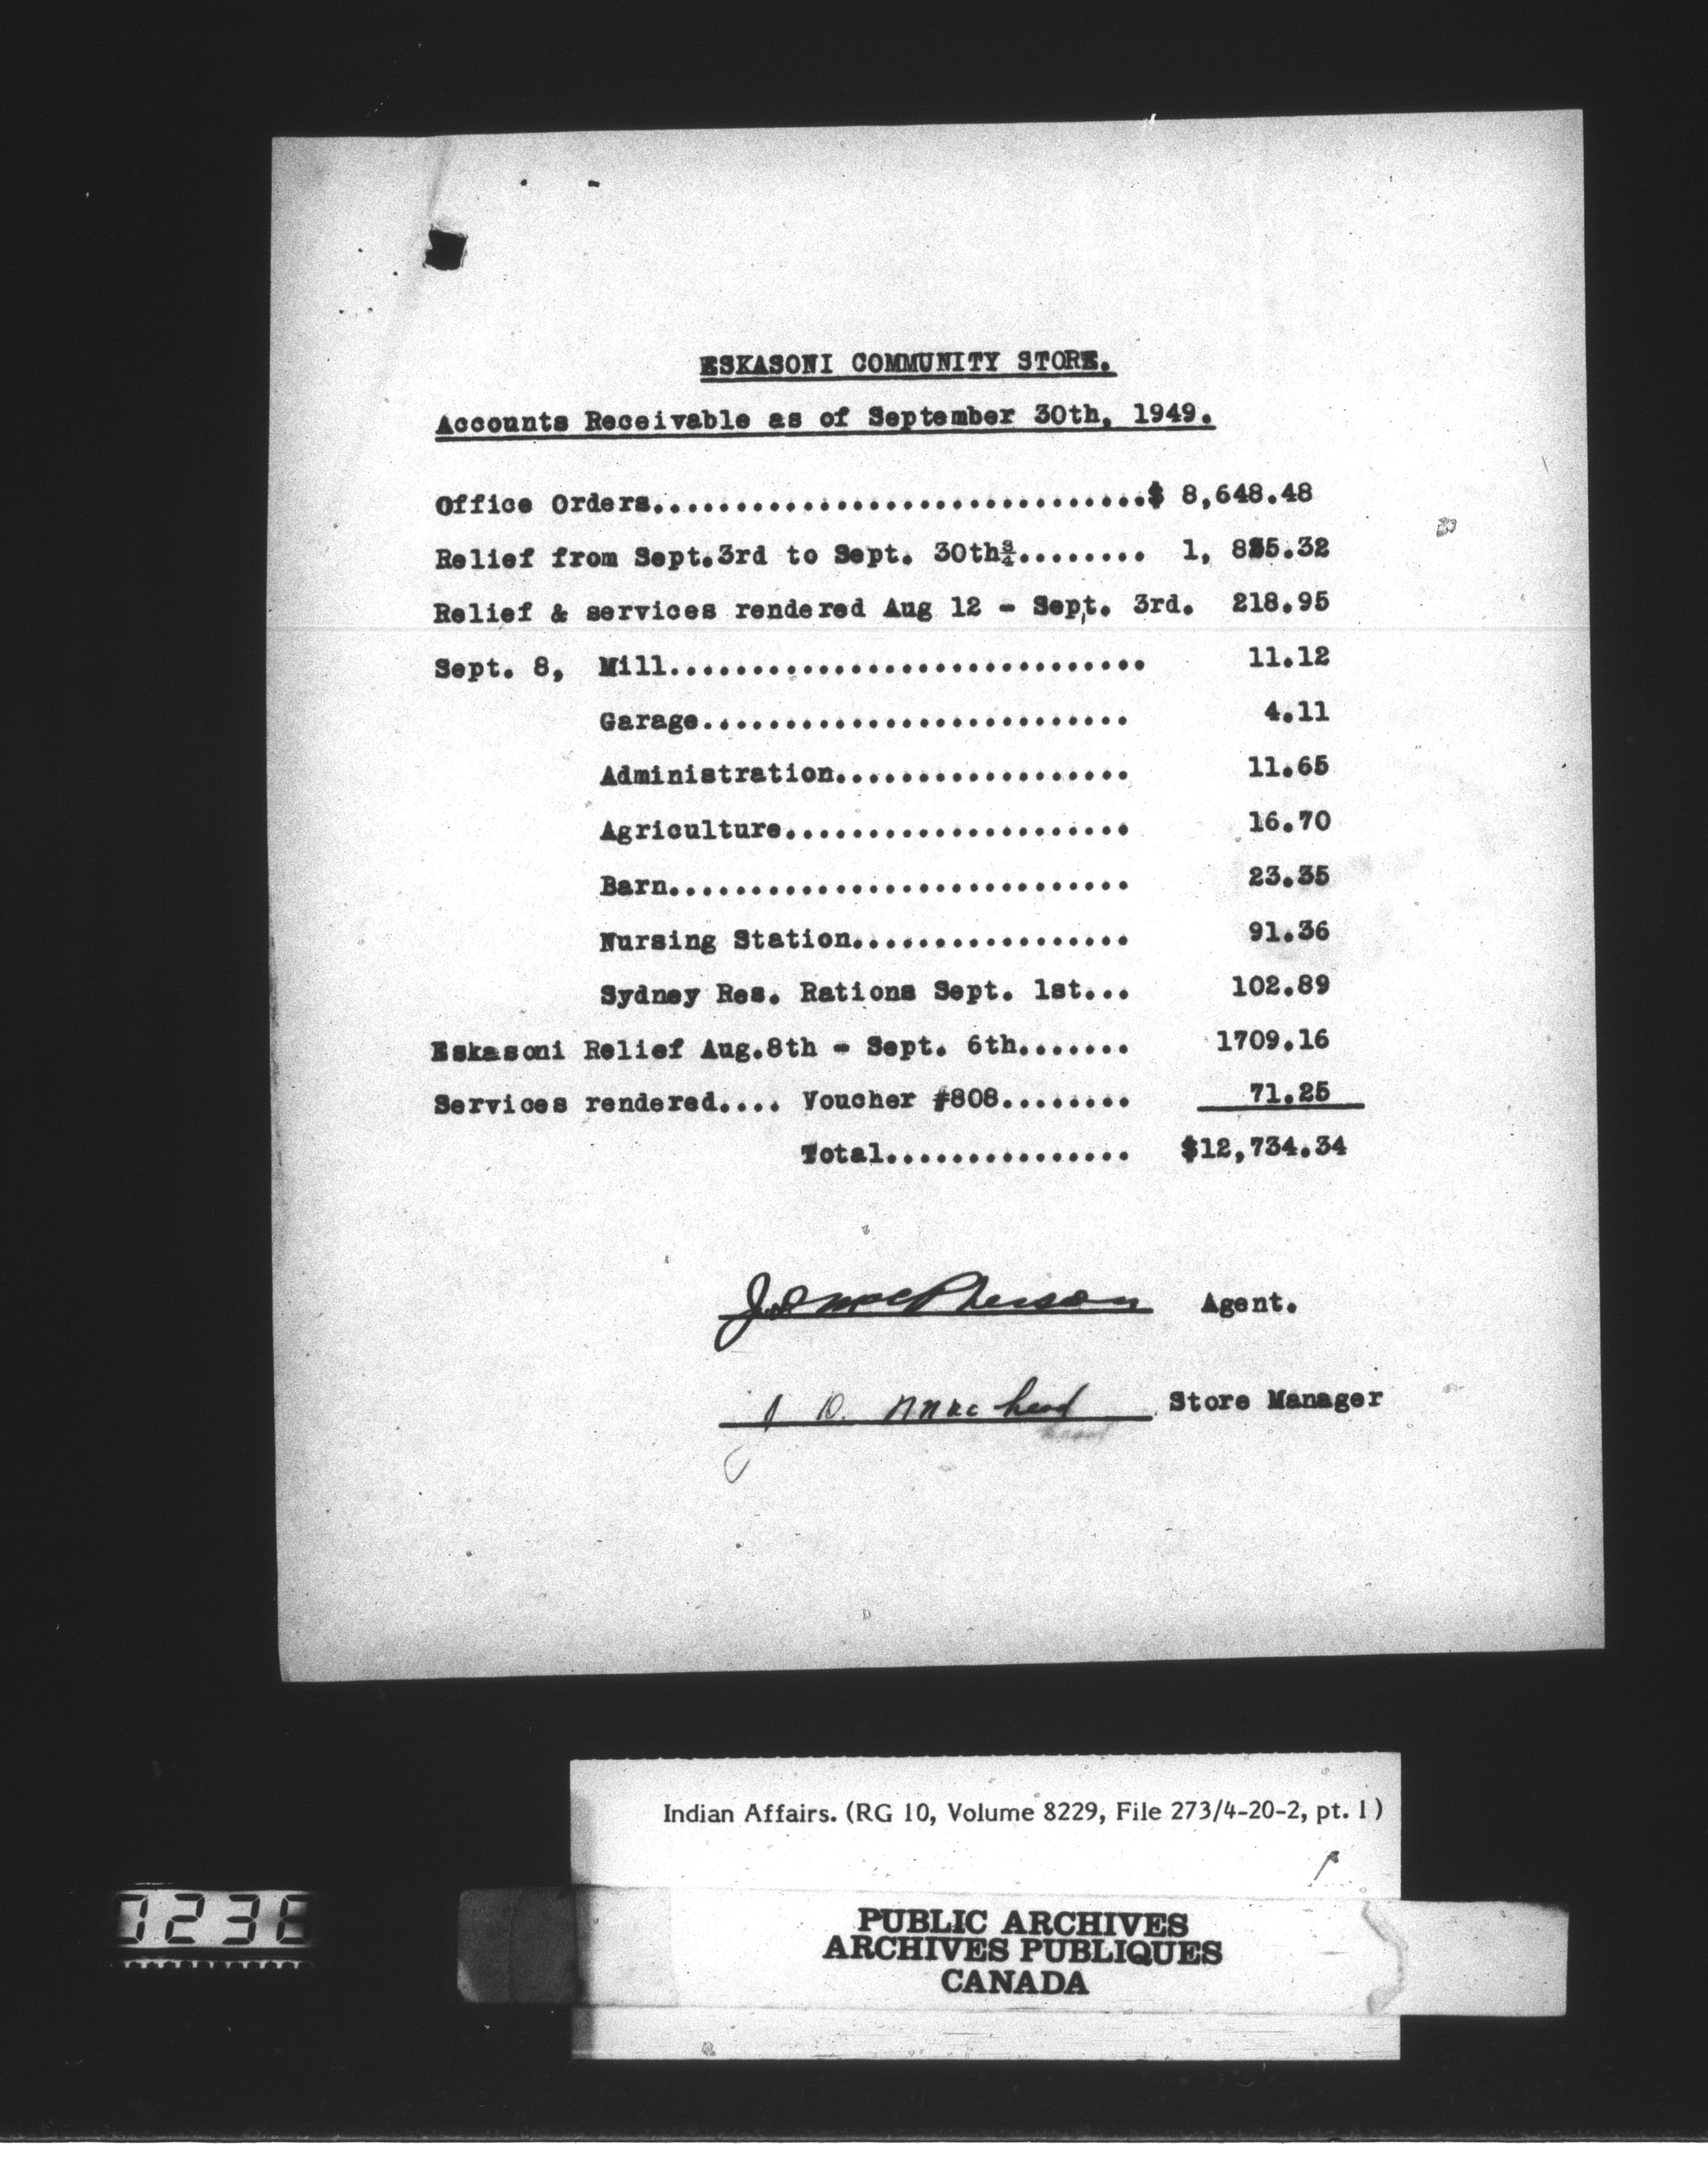 ESKASONI COMMUNITY STORE.
Accounts Receivable as of September 30th, 1949.
Office Orders..............................$ 8,648.48
Relief from Sept.3rd to Sept. 30th¾........ 1, 825.32
Relief & services rendered Aug 12 - Sept. 3rd. 218.95
Sept. 8, Mill............................. 11.12
Garage.......................... 4.11
Administration.................. 11.65
Agriculture..................... 16.70
Barn............................ 23.35
Nursing Station................. 91.36
Sydney Res. Rations Sept. 1st... 102.89
Eskasoni Relief Aug.8th - Sept. 6th....... 1709.16
Services rendered.... Voucher #808........ 71.25
Total............... $12,734.34
MacPherson Agent.
Store Manager
Indian Affairs. (RG 10, Volume 8229, File 273/4-20-2, pt. 1)
PUBLIC ARCHIVES
ARCHIVES PUBLIQUES
CANADA